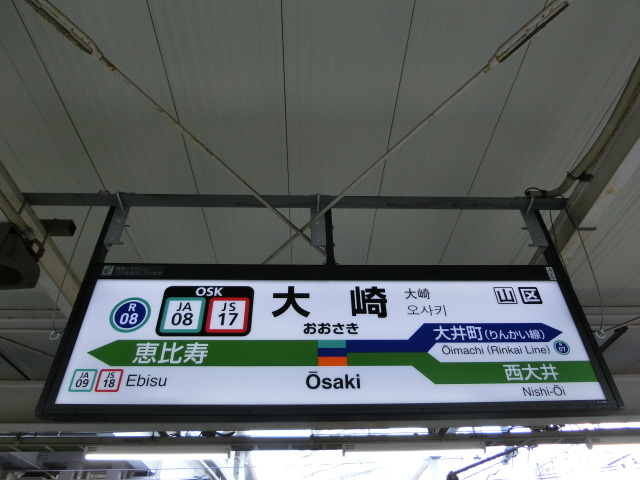 OSK
R
08
JA
08
JS
17
大崎
おおさき
大崎
오사키
山区
恵比寿
大井町(りんかい線)
Oimachi (Rinkai Line)
R
07
JA
09
JS
18
Ebisu
Ōsaki
西大井
Nishi-Ōi